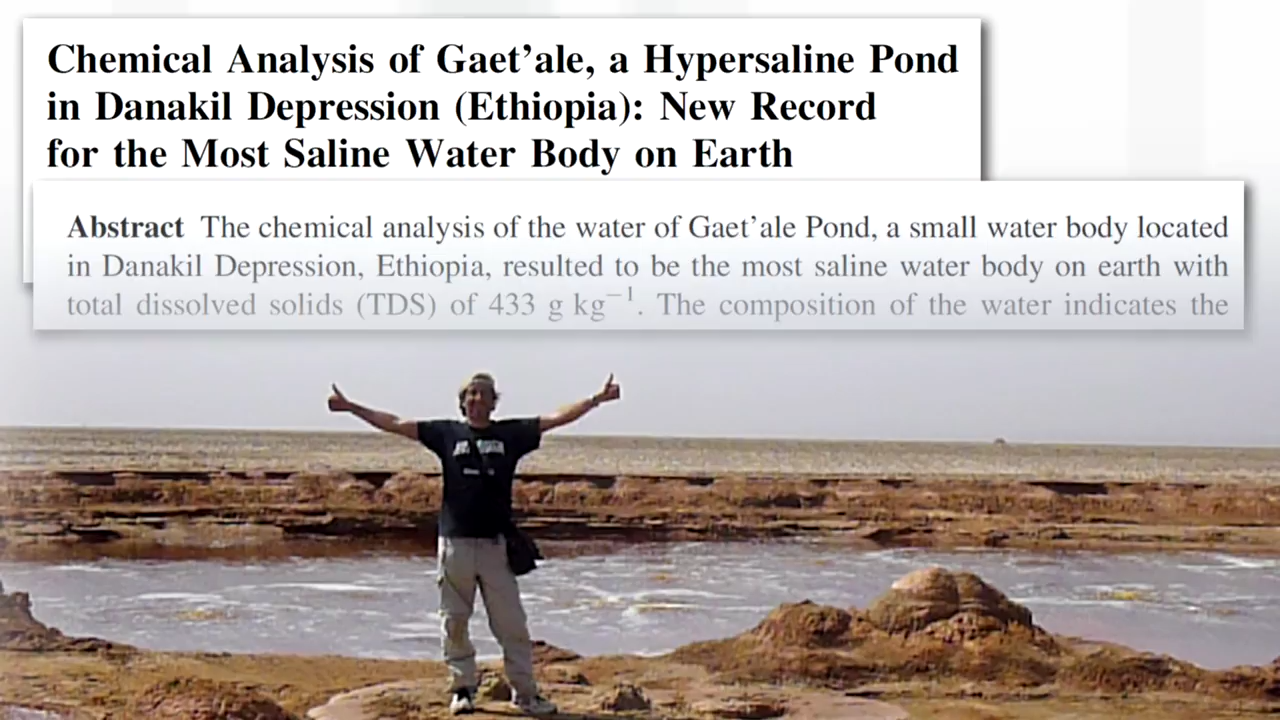 Chemical Analysis of Gaet’ale, a Hypersaline Pond
in Danakil Depression (Ethiopia): New Record
for the Most Saline Water Body on Earth
Abstract The chemical analysis of the water of Gaet’ale Pond, a small water body located
in Danakil Depression, Ethiopia, resulted to be the most saline water body on earth with
total dissolved solids (TDS) of 433 g kg⁻¹. The composition of the water indicates the